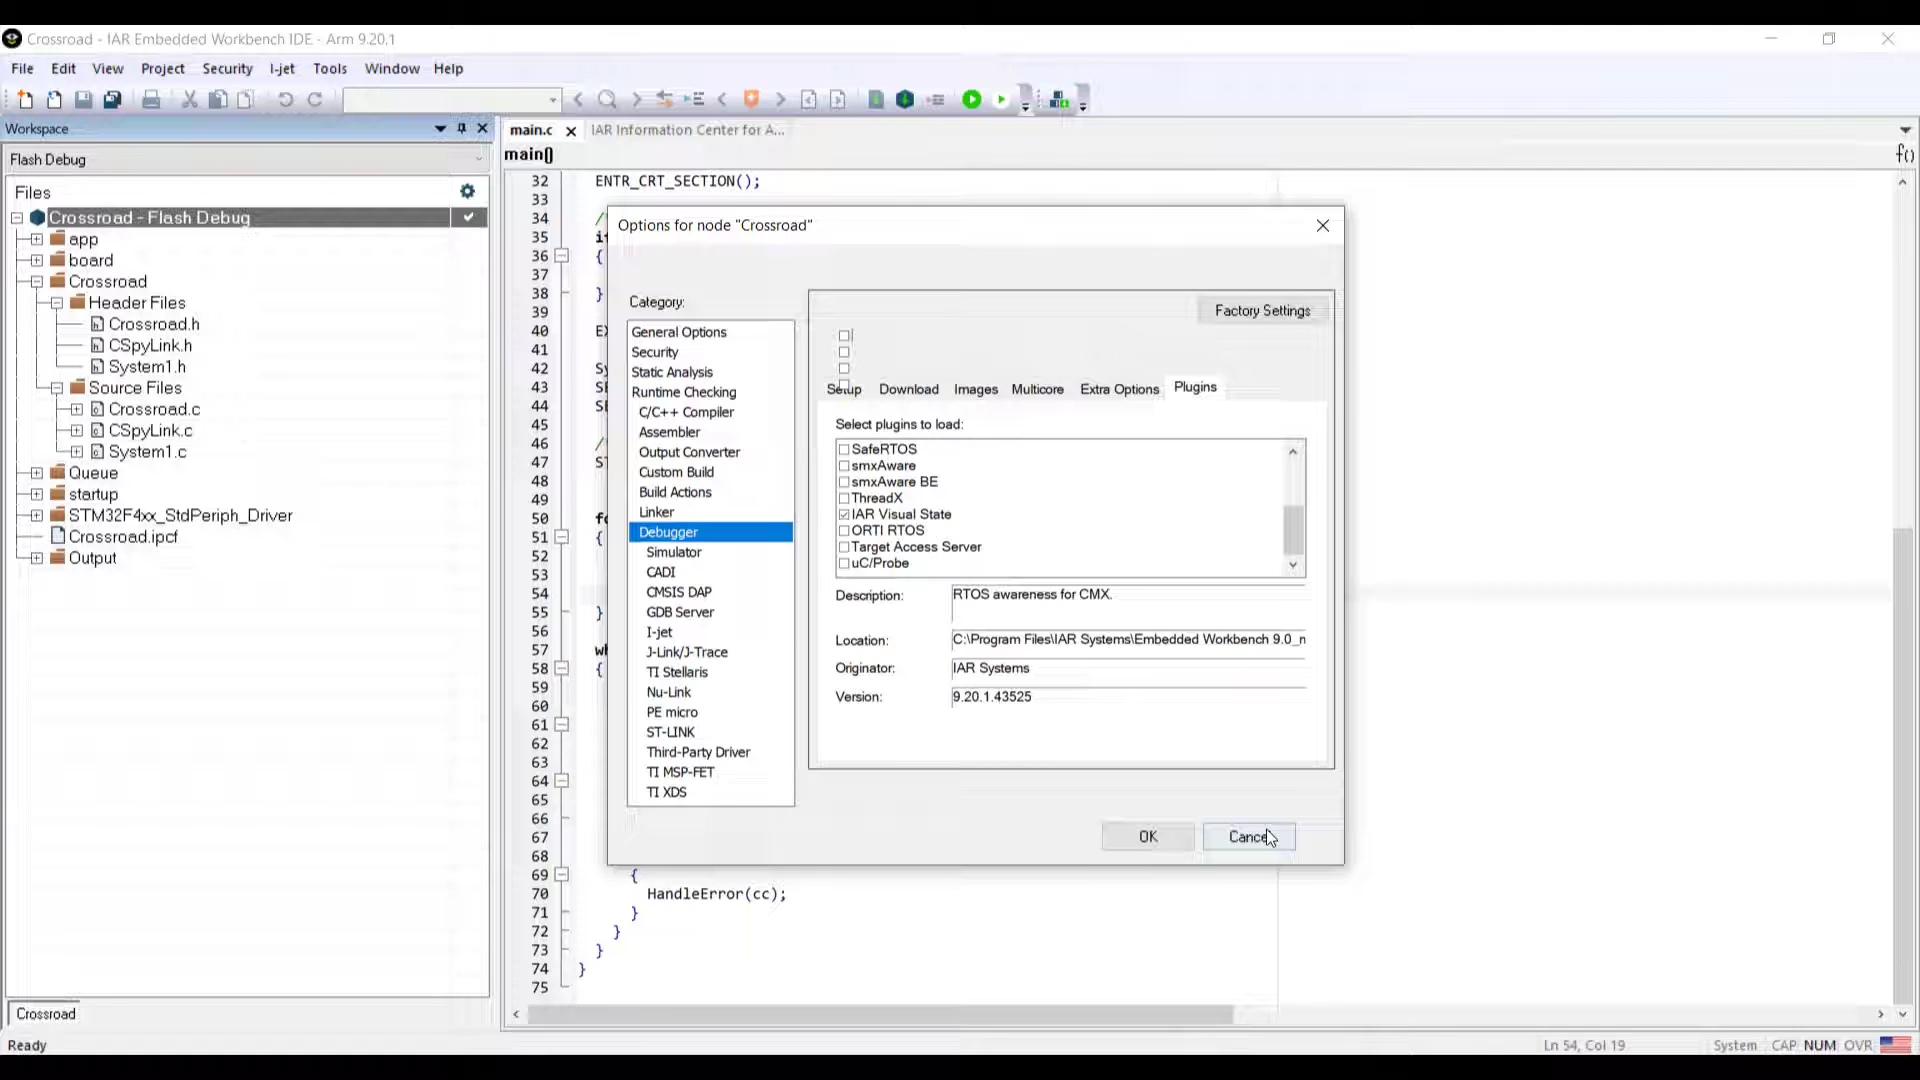 Crossroad - IAR Embedded Workbench IDE - Arm 9.20.1
File Edit View Project Security I-jet Tools Window Help
Workspace
main.c
IAR Information Center for A...
Flash Debug
main()
f()
Files
Crossroad - Flash Debug
app
board
Crossroad
Header Files
Crossroad.h
CSpyLink.h
System1.h
Source Files
Crossroad.c
CSpyLink.c
System1.c
Queue
startup
STM32F4xx_StdPeriph_Driver
Crossroad.ipcf
Output
Crossroad
32 ENTR_CRT_SECTION();
33
34 /
35
36 {
37
38 }
39
40 EX
41
42 Sy
43 SE
44 SE
45
46 /
47 ST
48
49
50 fo
51 {
52
53
54
55 }
56
57 wh
58 {
59
60
61
62
63
64
65
66
67
68
69 {
70 HandleError(cc);
71 }
72 }
73 }
74 }
75
Options for node "Crossroad"
Category:
General Options
Security
Static Analysis
Runtime Checking
C/C++ Compiler
Assembler
Output Converter
Custom Build
Build Actions
Linker
Debugger
Simulator
CADI
CMSIS DAP
GDB Server
I-jet
J-Link/J-Trace
TI Stellaris
Nu-Link
PE micro
ST-LINK
Third-Party Driver
TI MSP-FET
TI XDS
Factory Settings
Setup Download Images Multicore Extra Options Plugins
Select plugins to load:
SafeRTOS
smxAware
smxAware BE
ThreadX
IAR Visual State
ORTI RTOS
Target Access Server
uC/Probe
Description: RTOS awareness for CMX.
Location: C:\Program Files\IAR Systems\Embedded Workbench 9.0_n
Originator: IAR Systems
Version: 9.20.1.43525
OK
Cancel
Ready
Ln 54, Col 19
System
CAP NUM OVR